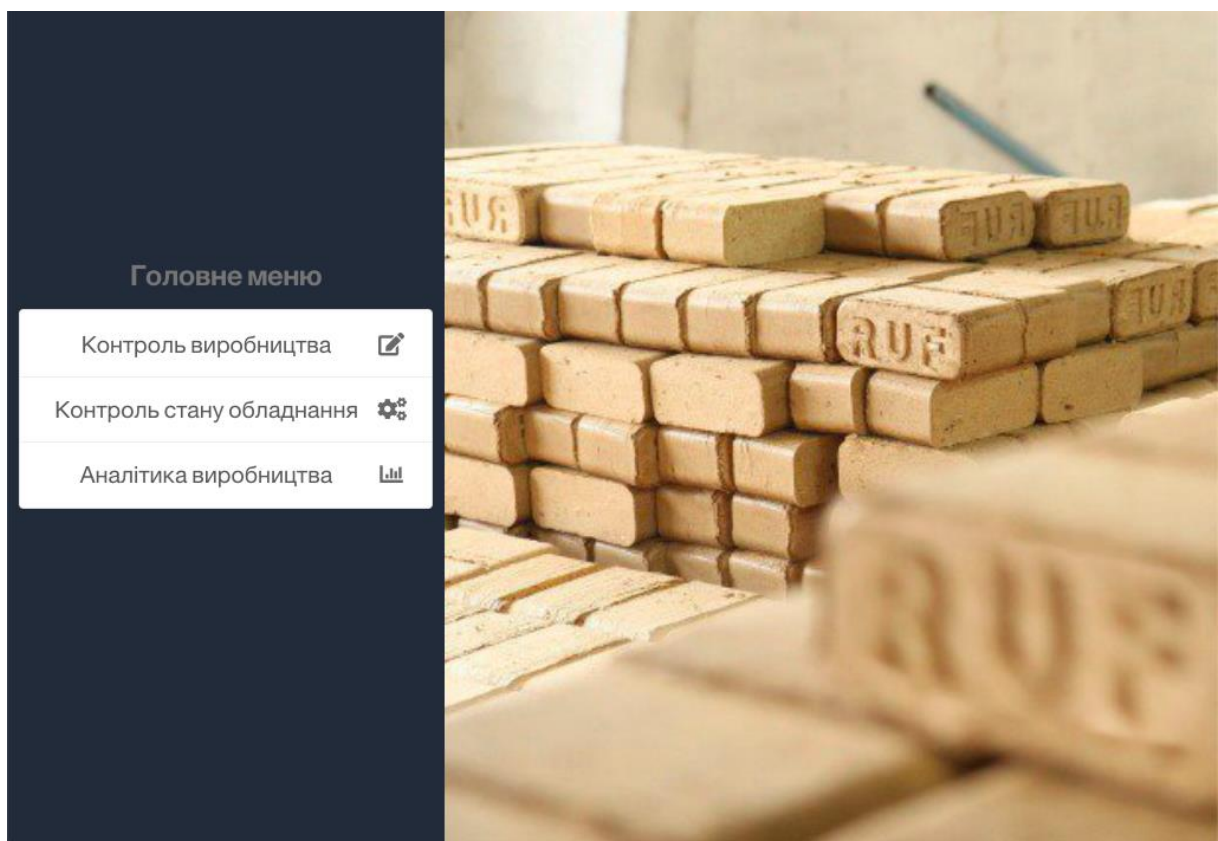 Головне меню
Контроль виробництва
Контроль стану обладнання
Аналітика виробництва
RUF
RUF
RUF
RUF
RUF
RUF